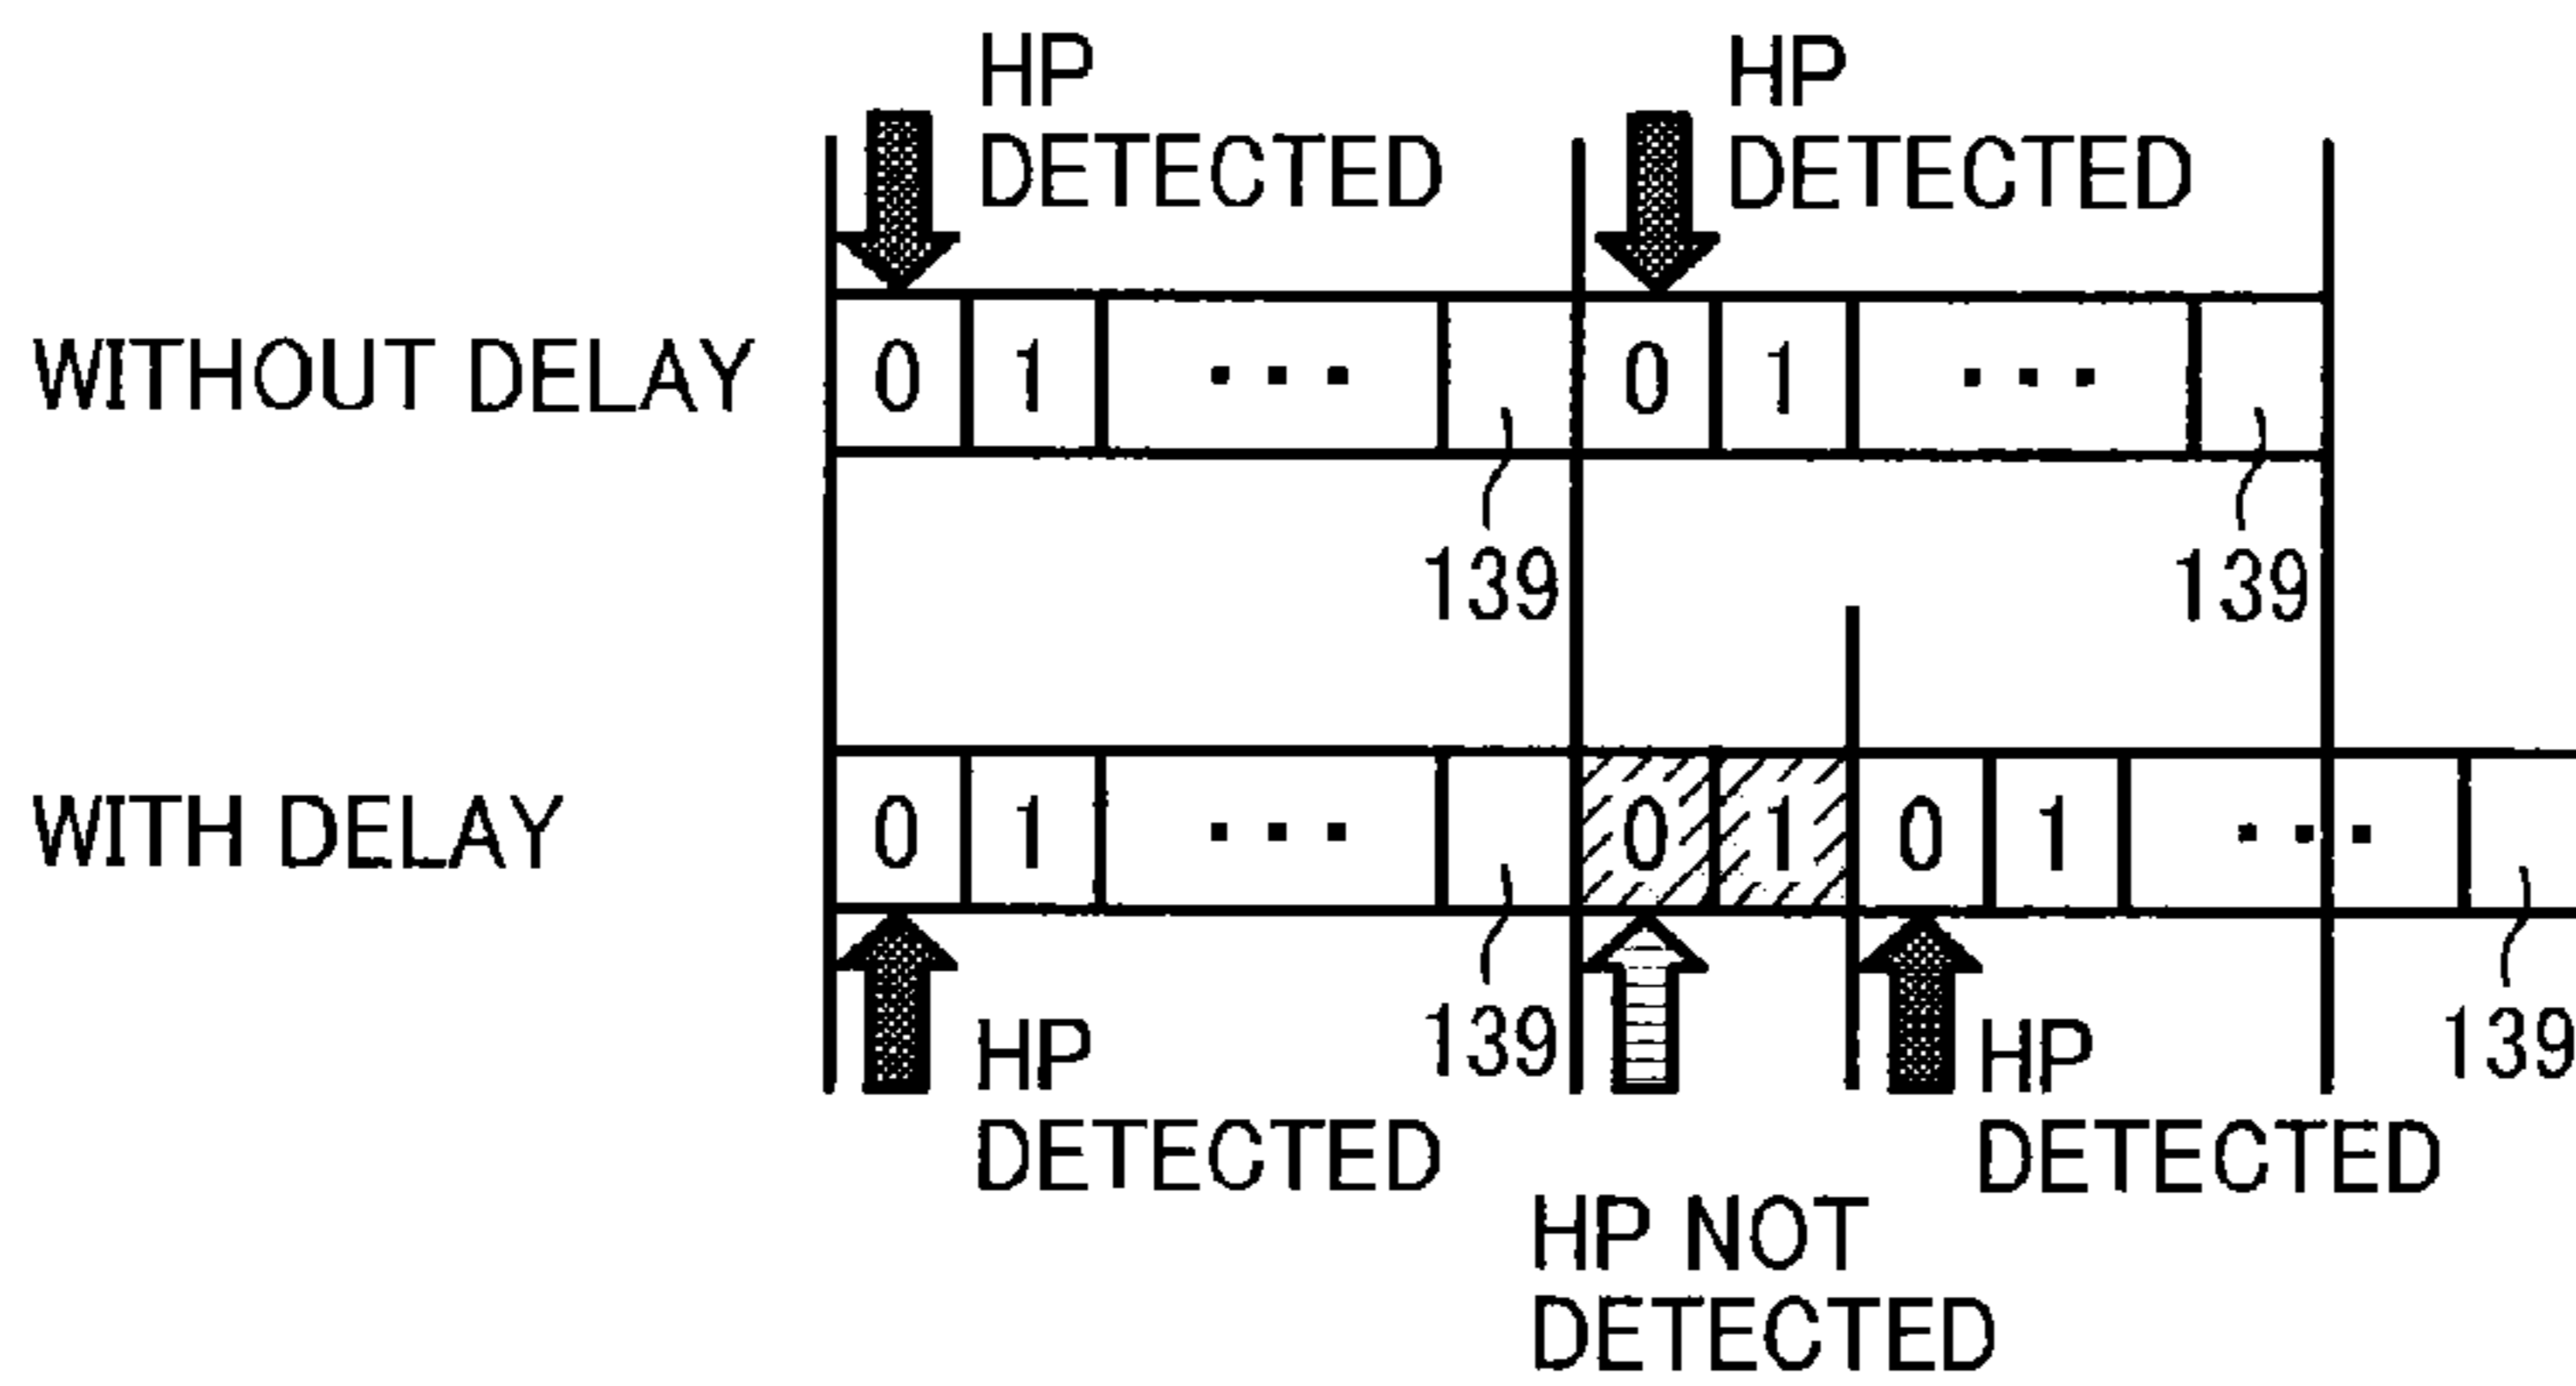 HP
DETECTED
HP
DETECTED
WITHOUT DELAY
0 1 ... 0 1 ...
139 139
WITH DELAY
0 1 ... 0 1 0 1 ...
139 139
HP
DETECTED
HP
DETECTED
HP NOT
DETECTED